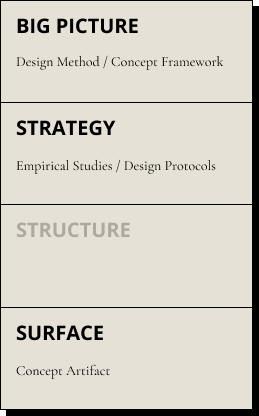 BIG PICTURE
Design Method / Concept Framework
STRATEGY
Empirical Studies / Design Protocols
STRUCTURE
SURFACE
Concept Artifact